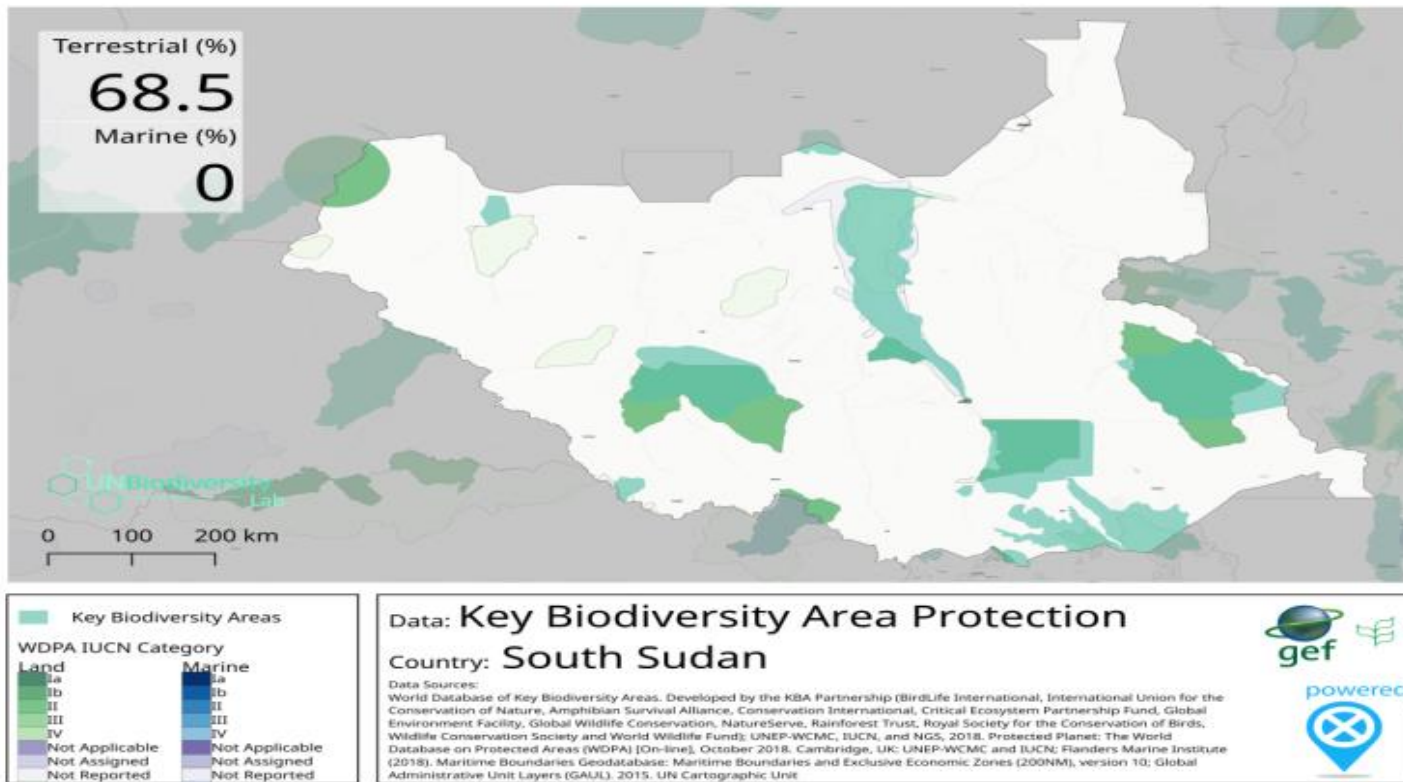 Terrestrial (%)
68.5
Marine (%)
0
UNBiodiversity
Lab
0 100 200 km
Key Biodiversity Areas
WDPA IUCN Category
Land Marine
Ia Ia
Ib Ib
II II
III III
IV IV
Not Applicable Not Applicable
Not Assigned Not Assigned
Not Reported Not Reported
Data: Key Biodiversity Area Protection
Country: South Sudan
Data Sources:
World Database of Key Biodiversity Areas. Developed by the KBA Partnership (BirdLife International, International Union for the
Conservation of Nature, Amphibian Survival Alliance, Conservation International, Critical Ecosystem Partnership Fund, Global
Environment Facility, Global Wildlife Conservation, NatureServe, Rainforest Trust, Royal Society for the Conservation of Birds,
Wildlife Conservation Society and World Wildlife Fund); UNEP-WCMC, IUCN, and NGS, 2018. Protected Planet: The World
Database on Protected Areas (WDPA) [On-line], October 2018. Cambridge, UK: UNEP-WCMC and IUCN; Flanders Marine Institute
(2018). Maritime Boundaries Geodatabase: Maritime Boundaries and Exclusive Economic Zones (200NM), version 10; Global
Administrative Unit Layers (GAUL). 2015. UN Cartographic Unit
gef
powered